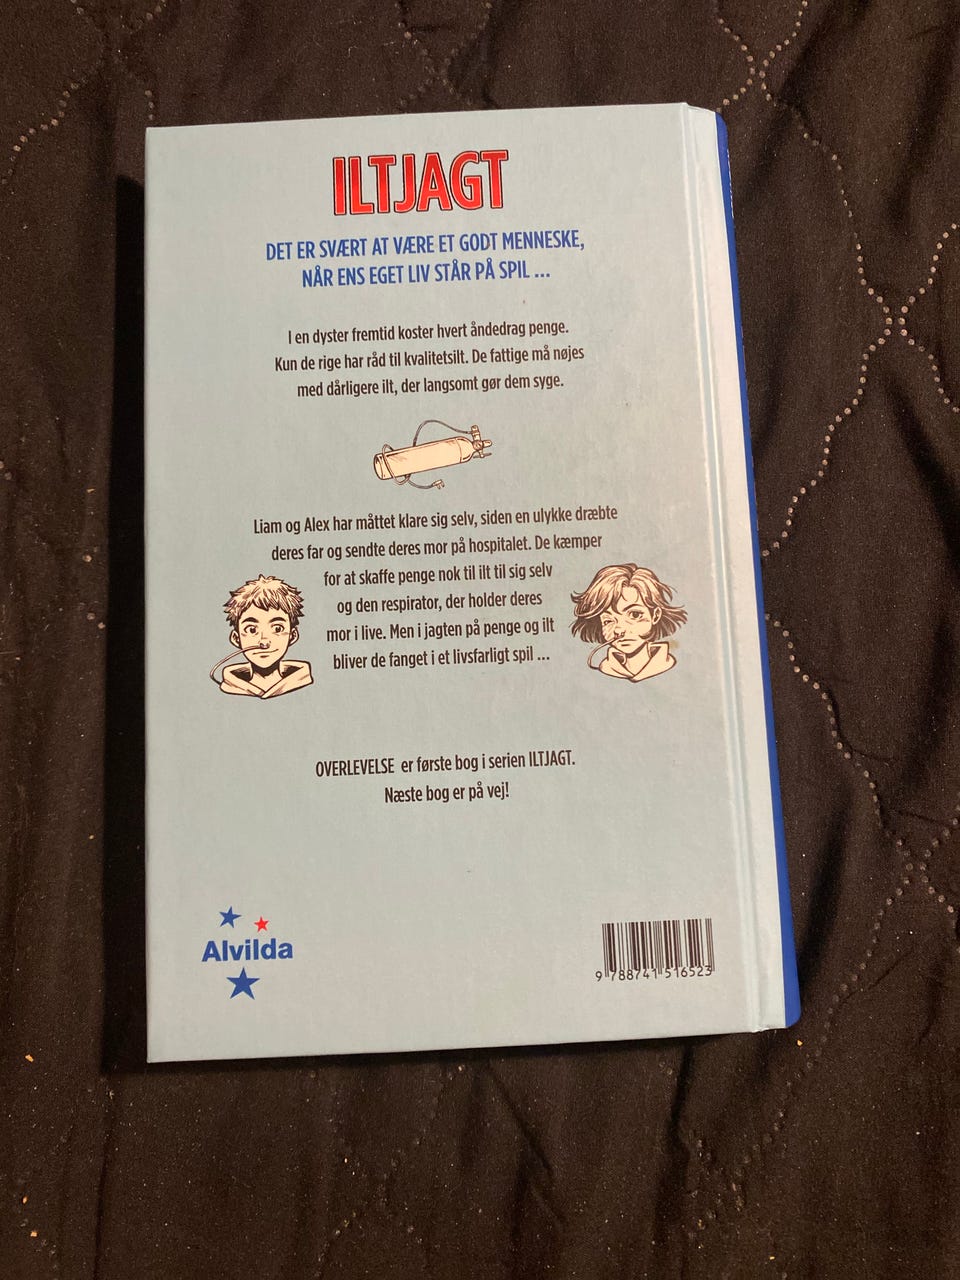 ILTJAGT
DET ER SVÆRT AT VÆRE ET GODT MENNESKE,
NÅR ENS EGET LIV STÅR PÅ SPIL ...
I en dyster fremtid koster hvert åndedrag penge.
Kun de rige har råd til kvalitetsilt. De fattige må nøjes
med dårligere ilt, der langsomt gør dem syge.
Liam og Alex har måttet klare sig selv, siden en ulykke dræbte
deres far og sendte deres mor på hospitalet. De kæmper
for at skaffe penge nok til ilt til sig selv
og den respirator, der holder deres
mor i live. Men i jagten på penge og ilt
bliver de fanget i et livsfarligt spil ...
OVERLEVELSE er første bog i serien ILTJAGT.
Næste bog er på vej!
Alvilda
9 788741 516523